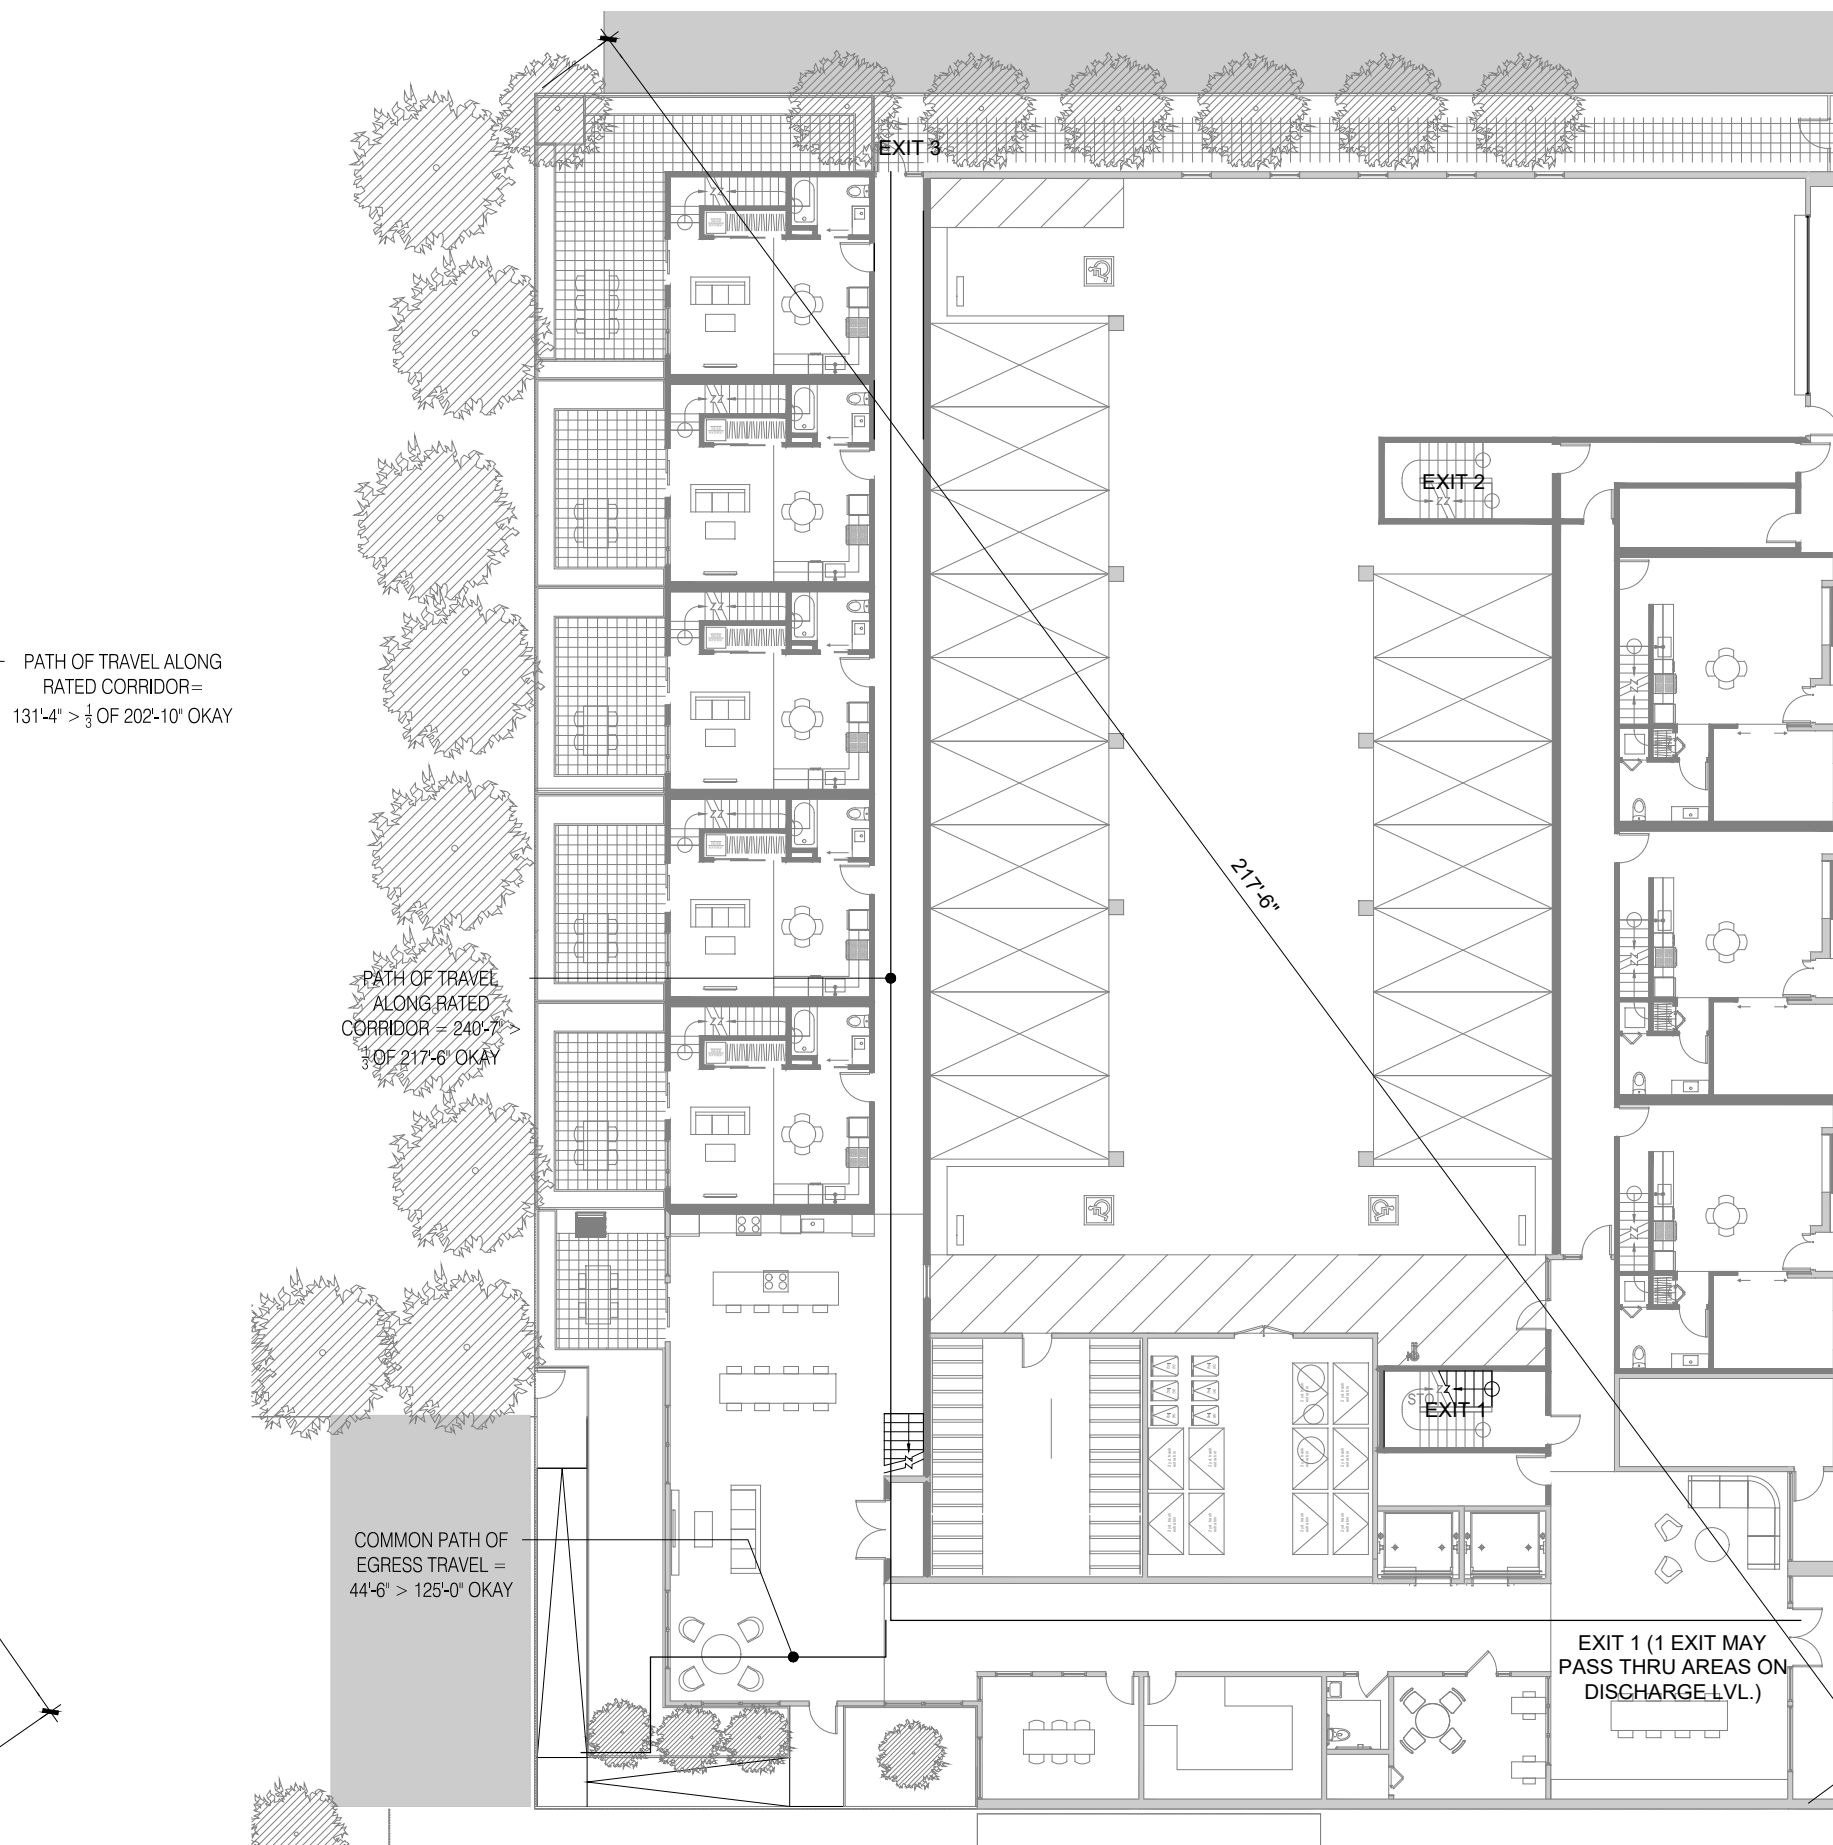 EXIT 3
EXIT 2
PATH OF TRAVEL ALONG
RATED CORRIDOR=
131'-4" > 1/3 OF 202'-10" OKAY
217'-6"
PATH OF TRAVEL
ALONG RATED
CORRIDOR = 240'-7" >
1/3 OF 217'-6" OKAY
STO
EXIT 1
COMMON PATH OF
EGRESS TRAVEL =
44'-6" > 125'-0" OKAY
EXIT 1 (1 EXIT MAY
PASS THRU AREAS ON
DISCHARGE LVL.)